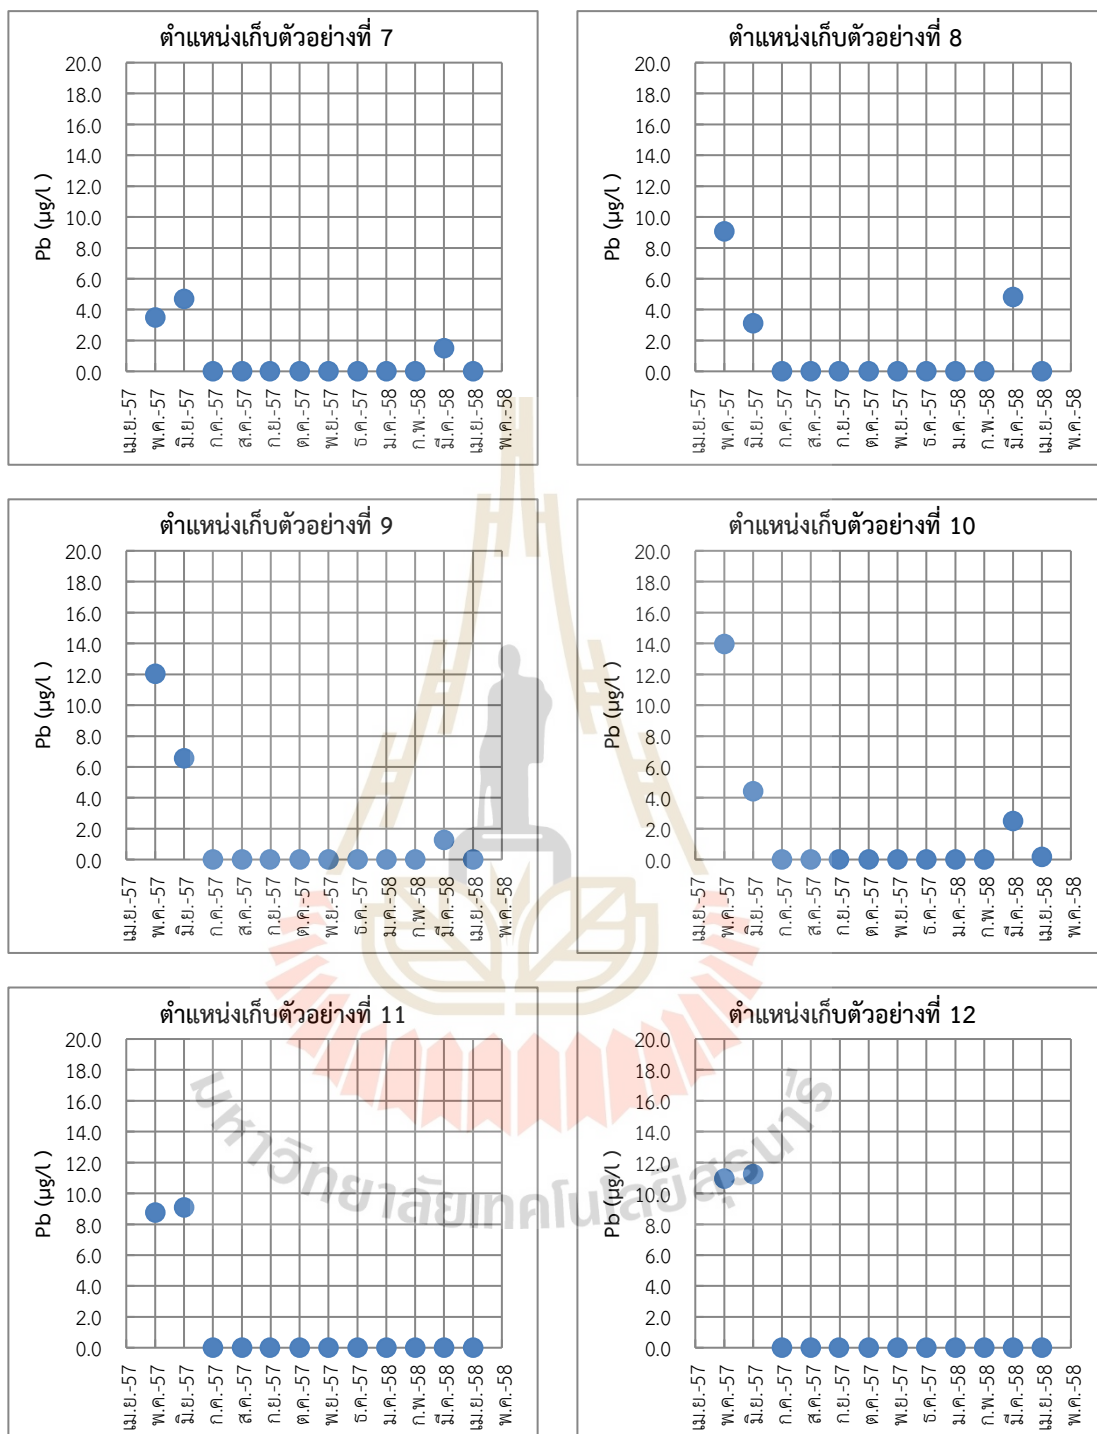 ตำแหน่งเก็บตัวอย่างที่ 7
20.0
18.0
16.0
14.0
12.0
10.0
8.0
6.0
4.0
2.0
0.0
Pb (µg/l )
เม.ย.-57
พ.ค.-57
มิ.ย.-57
ก.ค.-57
ส.ค.-57
ก.ย.-57
ต.ค.-57
พ.ย.-57
ธ.ค.-57
ม.ค.-58
ก.พ.-58
มี.ค.-58
เม.ย.-58
พ.ค.-58
ตำแหน่งเก็บตัวอย่างที่ 8
20.0
18.0
16.0
14.0
12.0
10.0
8.0
6.0
4.0
2.0
0.0
Pb (µg/l )
เม.ย.-57
พ.ค.-57
มิ.ย.-57
ก.ค.-57
ส.ค.-57
ก.ย.-57
ต.ค.-57
พ.ย.-57
ธ.ค.-57
ม.ค.-58
ก.พ.-58
มี.ค.-58
เม.ย.-58
พ.ค.-58
ตำแหน่งเก็บตัวอย่างที่ 9
20.0
18.0
16.0
14.0
12.0
10.0
8.0
6.0
4.0
2.0
0.0
Pb (µg/l )
เม.ย.-57
พ.ค.-57
มิ.ย.-57
ก.ค.-57
ส.ค.-57
ก.ย.-57
ต.ค.-57
พ.ย.-57
ธ.ค.-57
ม.ค.-58
ก.พ.-58
มี.ค.-58
เม.ย.-58
พ.ค.-58
ตำแหน่งเก็บตัวอย่างที่ 10
20.0
18.0
16.0
14.0
12.0
10.0
8.0
6.0
4.0
2.0
0.0
Pb (µg/l )
เม.ย.-57
พ.ค.-57
มิ.ย.-57
ก.ค.-57
ส.ค.-57
ก.ย.-57
ต.ค.-57
พ.ย.-57
ธ.ค.-57
ม.ค.-58
ก.พ.-58
มี.ค.-58
เม.ย.-58
พ.ค.-58
ตำแหน่งเก็บตัวอย่างที่ 11
20.0
18.0
16.0
14.0
12.0
10.0
8.0
6.0
4.0
2.0
0.0
Pb (µg/l )
เม.ย.-57
พ.ค.-57
มิ.ย.-57
ก.ค.-57
ส.ค.-57
ก.ย.-57
ต.ค.-57
พ.ย.-57
ธ.ค.-57
ม.ค.-58
ก.พ.-58
มี.ค.-58
เม.ย.-58
พ.ค.-58
ตำแหน่งเก็บตัวอย่างที่ 12
20.0
18.0
16.0
14.0
12.0
10.0
8.0
6.0
4.0
2.0
0.0
Pb (µg/l )
เม.ย.-57
พ.ค.-57
มิ.ย.-57
ก.ค.-57
ส.ค.-57
ก.ย.-57
ต.ค.-57
พ.ย.-57
ธ.ค.-57
ม.ค.-58
ก.พ.-58
มี.ค.-58
เม.ย.-58
พ.ค.-58
มหาวิทยาลัยเทคโนโลยีสุรนารี